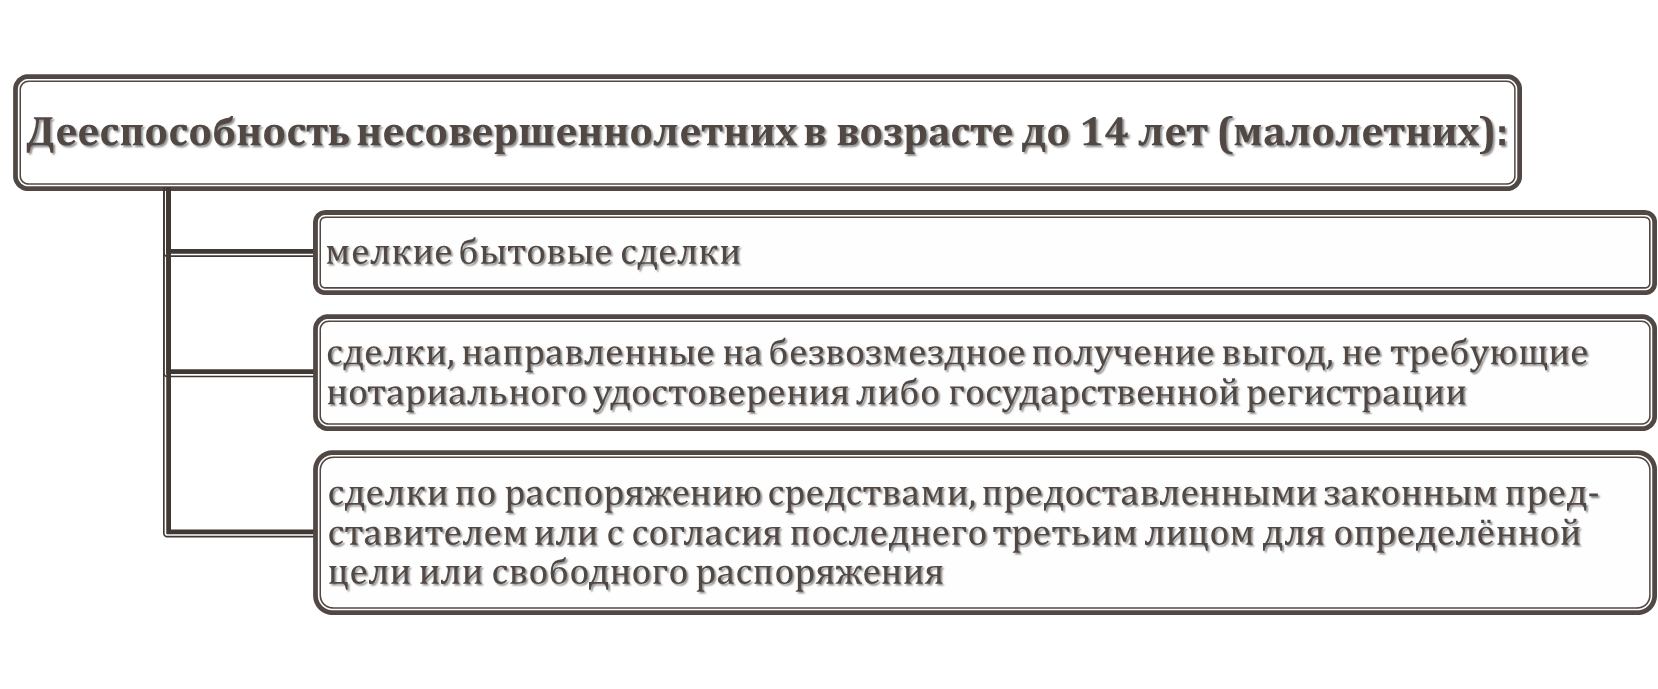 Дееспособность несовершеннолетних в возрасте до 14 лет (малолетних):
мелкие бытовые сделки
сделки, направленные на безвозмездное получение выгод, не требующие
нотариального удостоверения либо государственной регистрации
сделки по распоряжению средствами, предоставленными законным пред-
ставителем или с согласия последнего третьим лицом для определённой
цели или свободного распоряжения